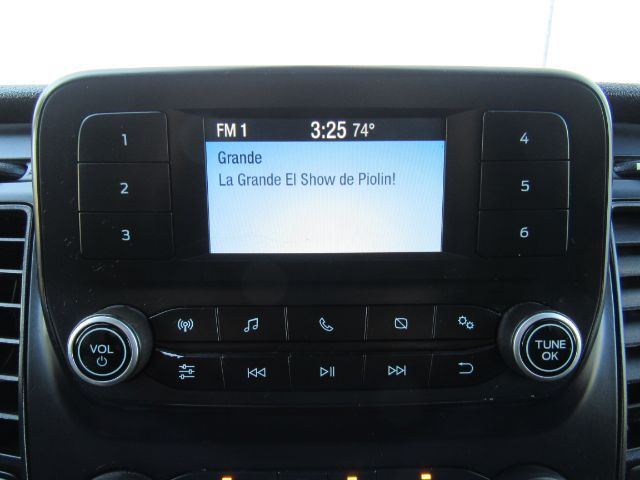 FM 1 3:25 74°
Grande
La Grande El Show de Piolin!
1
2
3
4
5
6
VOL
TUNE
OK